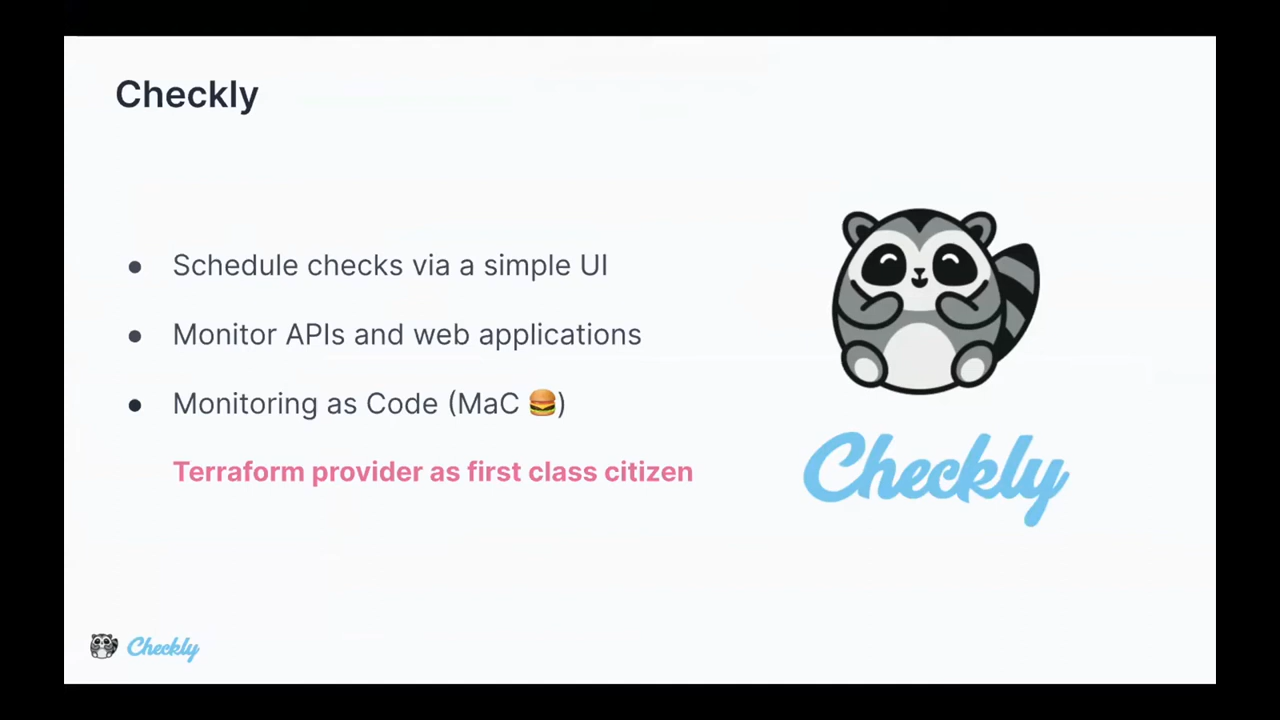 Checkly
● Schedule checks via a simple UI
● Monitor APIs and web applications
● Monitoring as Code (MaC 🍔)
Terraform provider as first class citizen
Checkly
Checkly